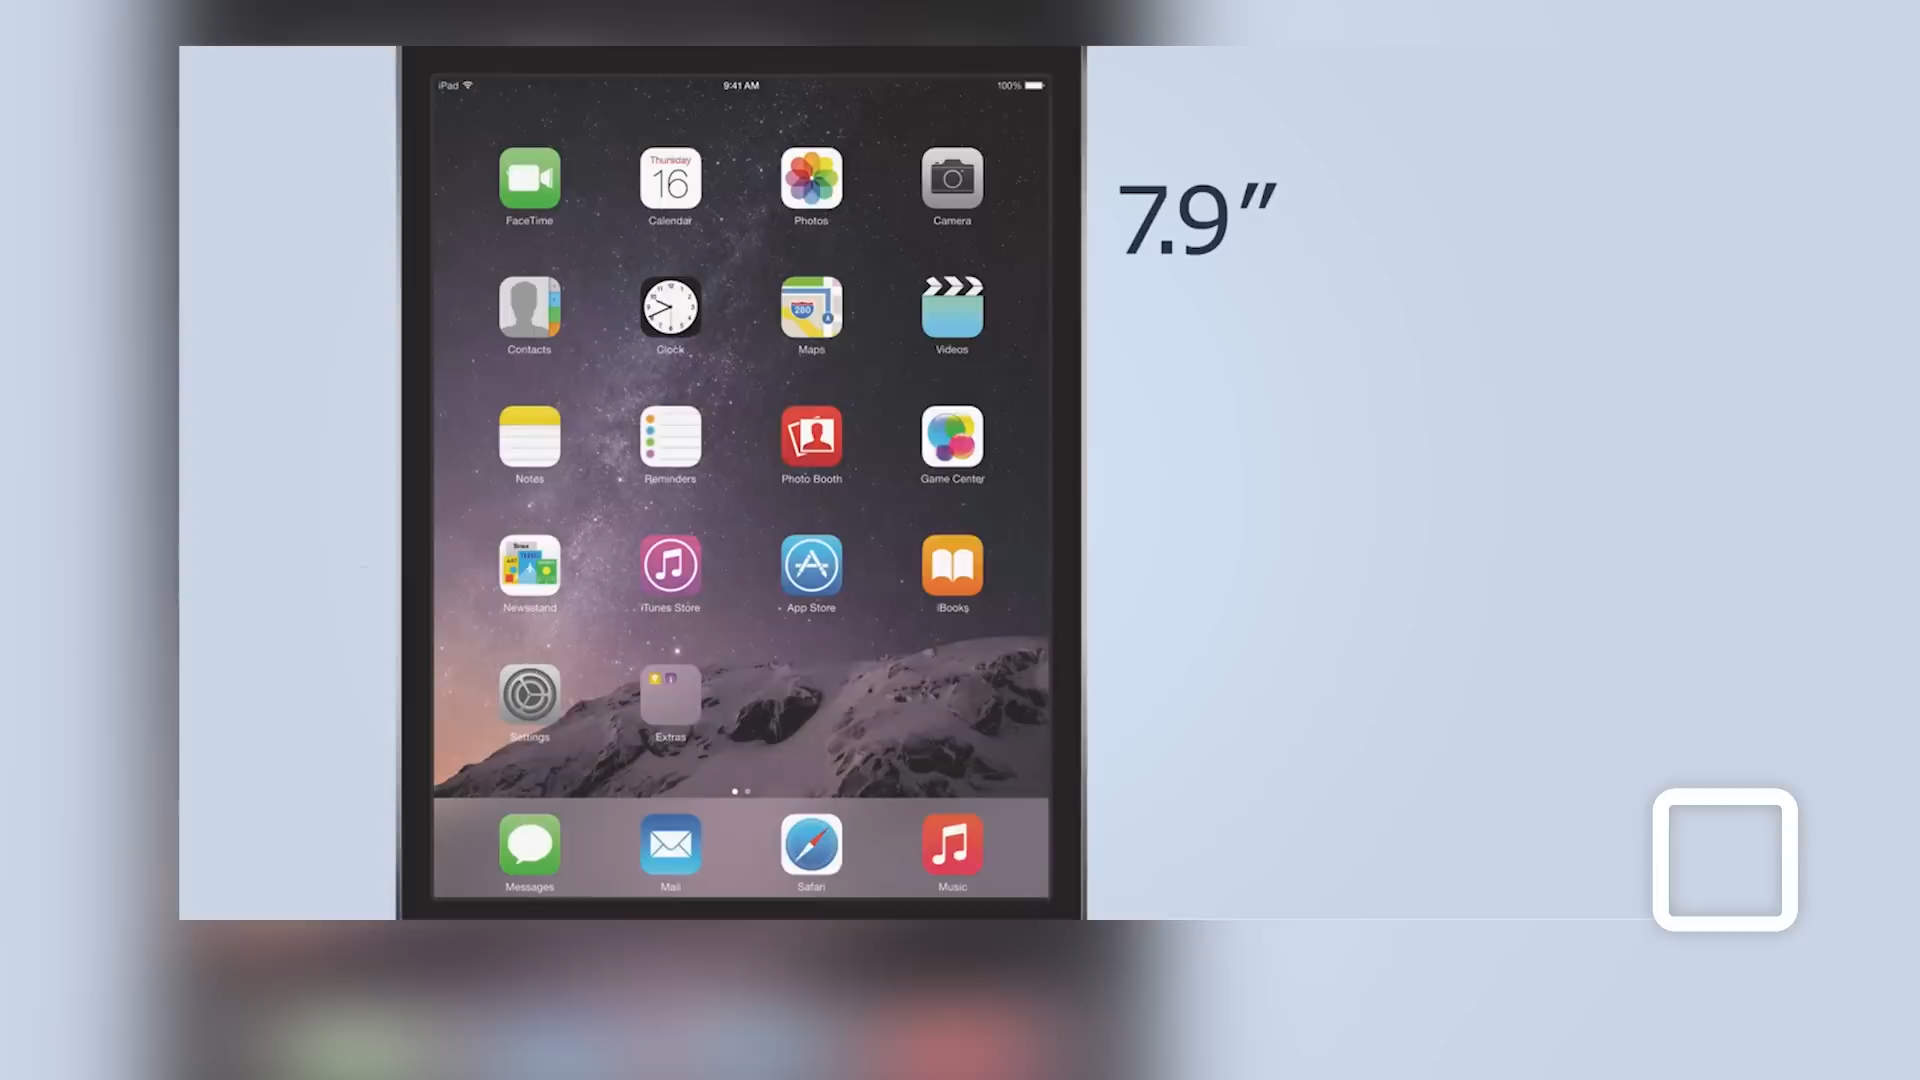 iPad 9:41 AM 100%
7.9"
Thursday
16
FaceTime Calendar Photos Camera
280
Contacts Clock Maps Videos
Notes Reminders Photo Booth Game Center
Newsstand iTunes Store App Store iBooks
Settings Extras
Messages Mail Safari Music